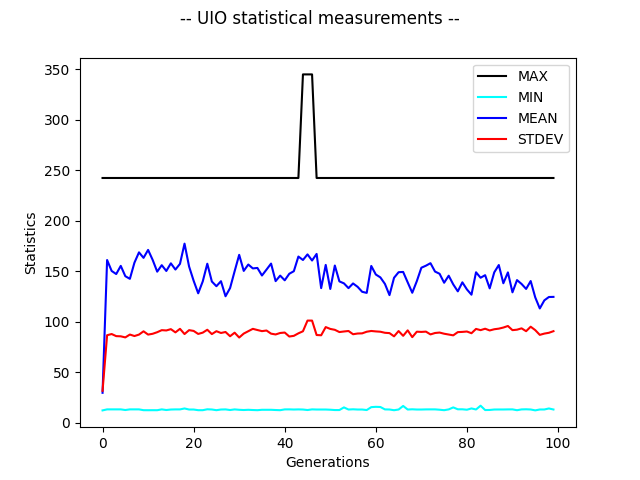 -- UIO statistical measurements --
350
300
250
200
150
100
50
0
Statistics
MAX
MIN
MEAN
STDEV
0 20 40 60 80 100
Generations